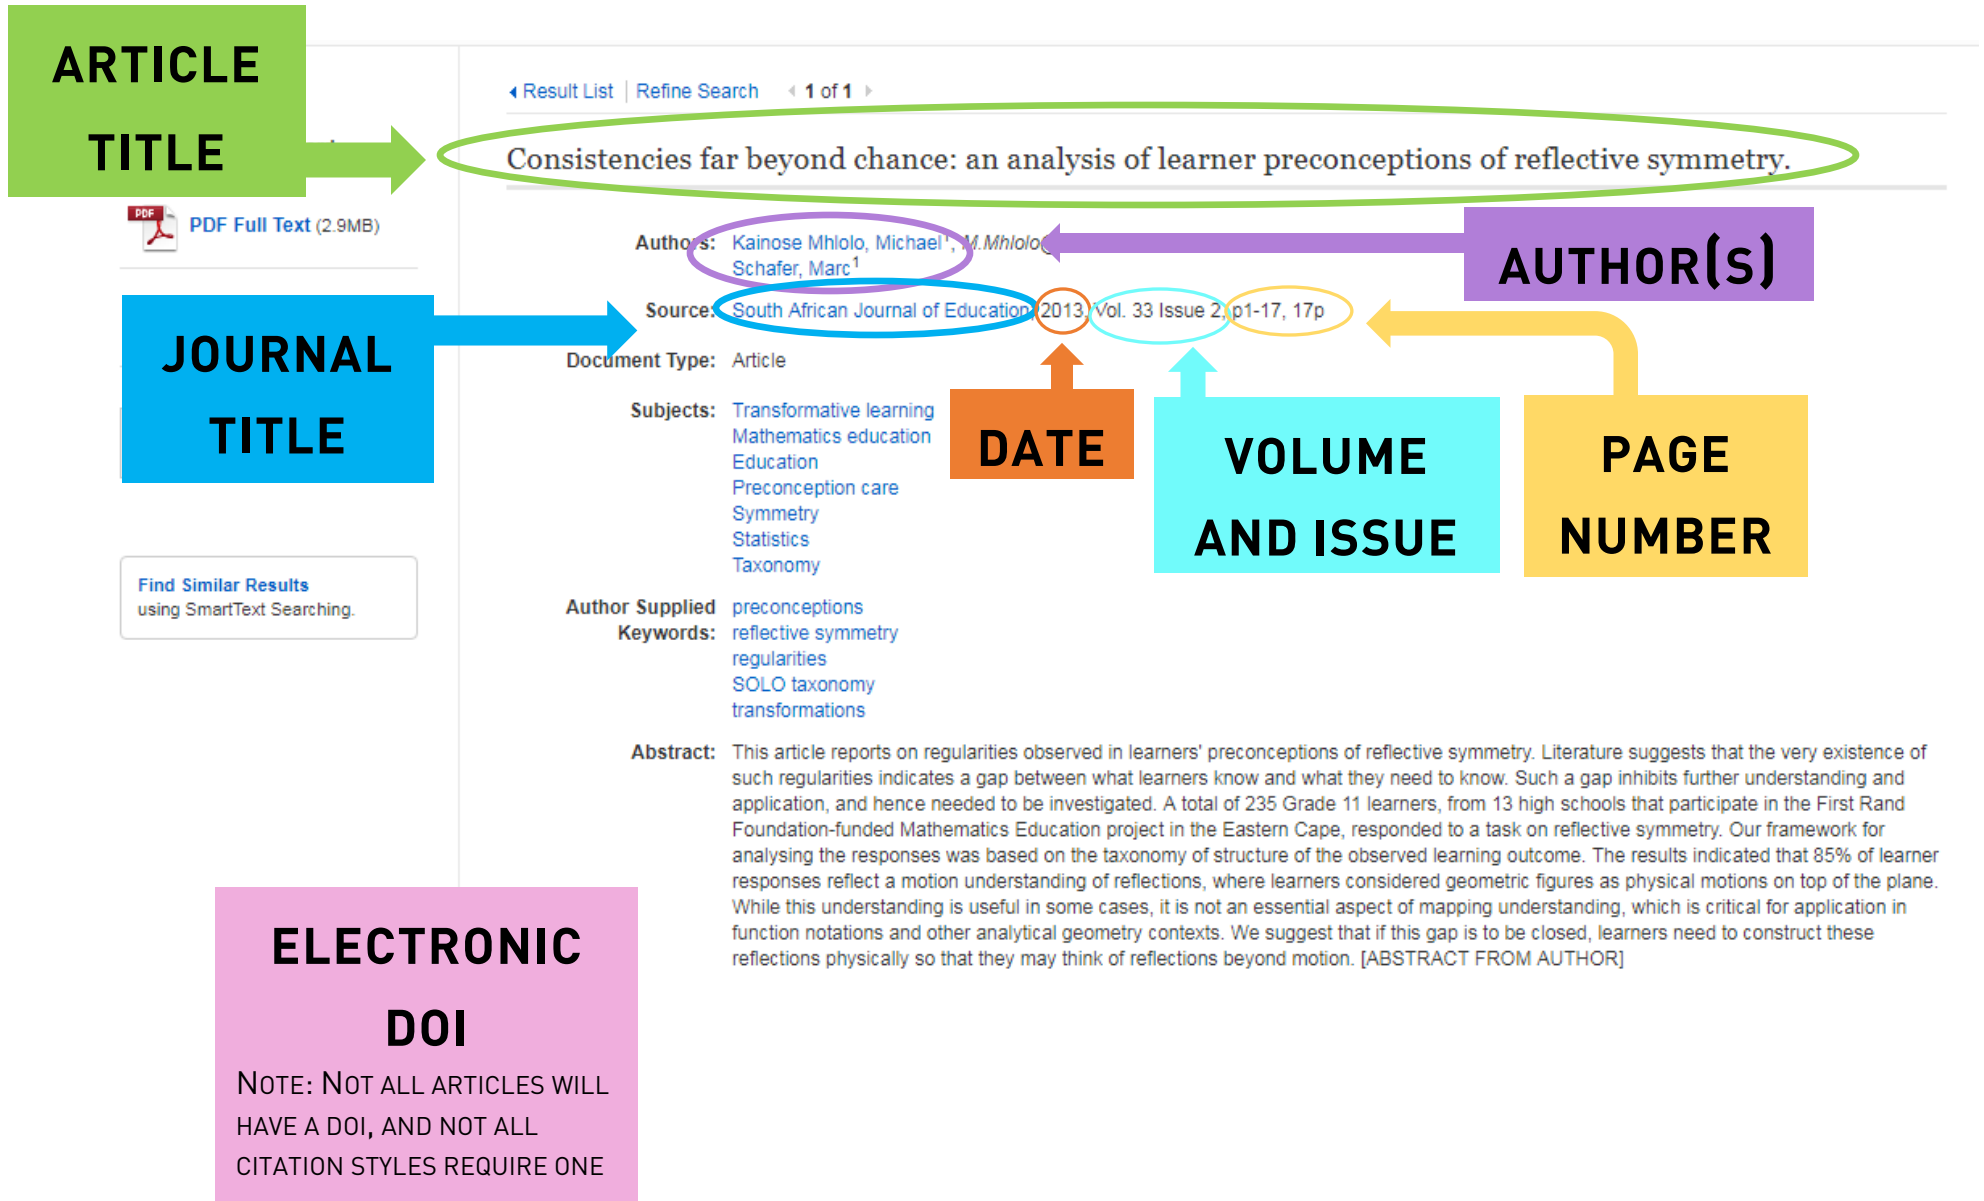 ARTICLE
TITLE
Result List | Refine Search 1 of 1
Consistencies far beyond chance: an analysis of learner preconceptions of reflective symmetry.
PDF
PDF Full Text (2.9MB)
Authors: Kainose Mhlolo, Michael¹, M.Mhlolo@
Schafer, Marc¹
AUTHOR(S)
Source: South African Journal of Education, 2013, Vol. 33 Issue 2, p1-17, 17p
JOURNAL
TITLE
Document Type: Article
Subjects: Transformative learning
Mathematics education
Education
Preconception care
Symmetry
Statistics
Taxonomy
DATE
VOLUME
AND ISSUE
PAGE
NUMBER
Find Similar Results
using SmartText Searching.
Author Supplied
Keywords:
preconceptions
reflective symmetry
regularities
SOLO taxonomy
transformations
Abstract: This article reports on regularities observed in learners' preconceptions of reflective symmetry. Literature suggests that the very existence of
such regularities indicates a gap between what learners know and what they need to know. Such a gap inhibits further understanding and
application, and hence needed to be investigated. A total of 235 Grade 11 learners, from 13 high schools that participate in the First Rand
Foundation-funded Mathematics Education project in the Eastern Cape, responded to a task on reflective symmetry. Our framework for
analysing the responses was based on the taxonomy of structure of the observed learning outcome. The results indicated that 85% of learner
responses reflect a motion understanding of reflections, where learners considered geometric figures as physical motions on top of the plane.
While this understanding is useful in some cases, it is not an essential aspect of mapping understanding, which is critical for application in
function notations and other analytical geometry contexts. We suggest that if this gap is to be closed, learners need to construct these
reflections physically so that they may think of reflections beyond motion. [ABSTRACT FROM AUTHOR]
ELECTRONIC
DOI
NOTE: NOT ALL ARTICLES WILL
HAVE A DOI, AND NOT ALL
CITATION STYLES REQUIRE ONE